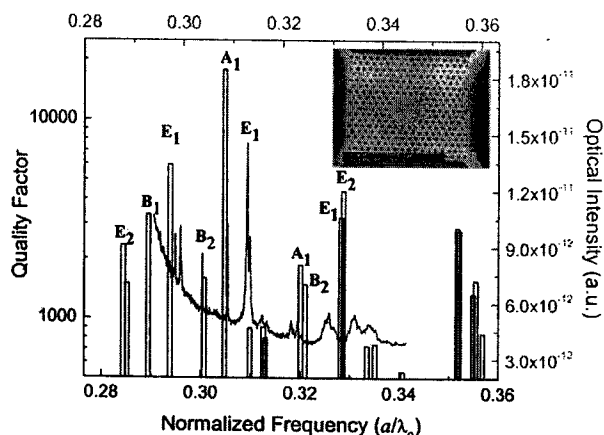 0.28 0.30 0.32 0.34 0.36
A₁
1.8x10⁻¹¹
10000
E₁
E₁
1.5x10⁻¹¹
E₂
1.2x10⁻¹¹
B₁
E₁
E₂
B₂
9.0x10⁻¹²
A₁
B₂
1000
6.0x10⁻¹²
3.0x10⁻¹²
Quality Factor
Optical Intensity (a.u.)
0.28 0.30 0.32 0.34 0.36
Normalized Frequency (a/λₒ)